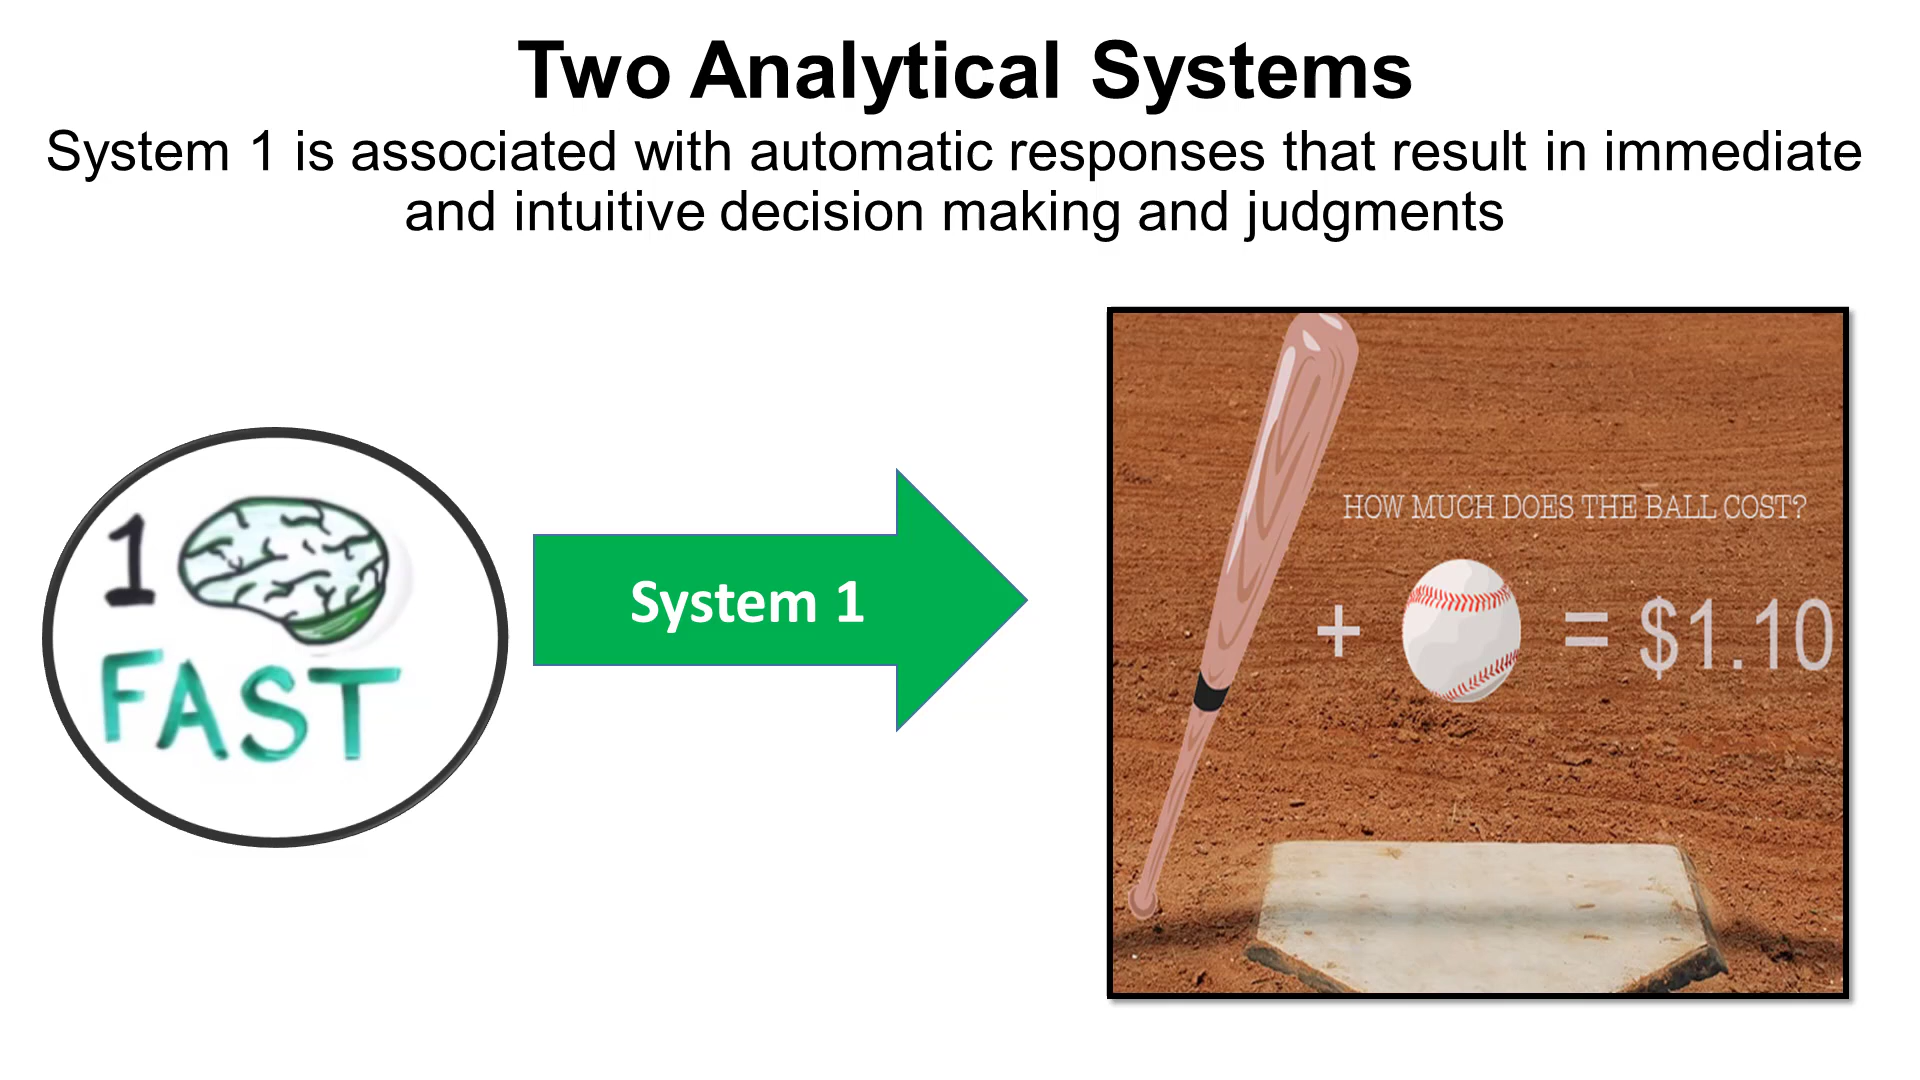 Two Analytical Systems
System 1 is associated with automatic responses that result in immediate
and intuitive decision making and judgments
1
FAST
System 1
HOW MUCH DOES THE BALL COST?
+ = $1.10